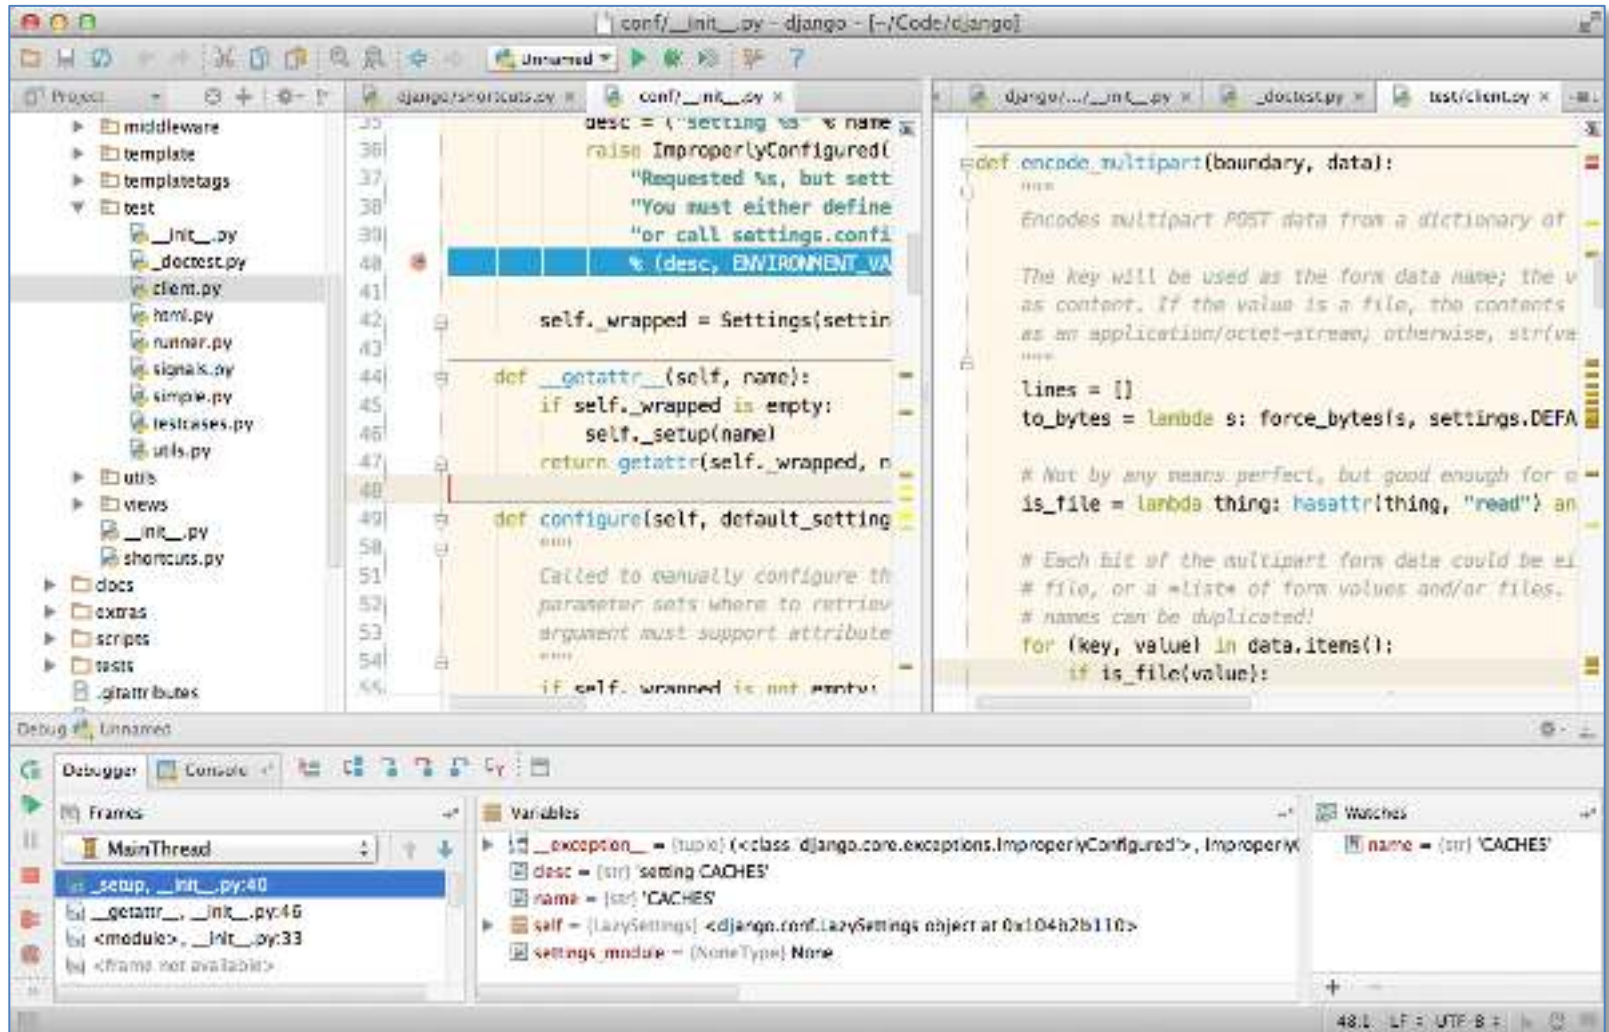 conf/__init__.py - django - [~/Code/django]
Unnamed
Project
django/shortcuts.py
conf/__init__.py
django/.../__init__.py
_doctest.py
test/client.py
middleware
template
templatetags
test
__init__.py
_doctest.py
client.py
html.py
runner.py
signals.py
simple.py
testcases.py
utils.py
utils
views
__init__.py
shortcuts.py
docs
extras
scripts
tests
.gitattributes
35 desc = ("setting %s" % name
36 raise ImproperlyConfigured(
37 "Requested %s, but sett
38 "You must either define
39 "or call settings.confi
40 % (desc, ENVIRONMENT_VA
41
42 self._wrapped = Settings(settin
43
44 def __getattr__(self, name):
45 if self._wrapped is empty:
46 self._setup(name)
47 return getattr(self._wrapped, n
48
49 def configure(self, default_setting
50 """
51 Called to manually configure th
52 parameter sets where to retriev
53 argument must support attribute
54 """
55 if self._wrapped is not empty:
def encode_multipart(boundary, data):
"""
Encodes multipart POST data from a dictionary of
The key will be used as the form data name; the v
as content. If the value is a file, the contents
as an application/octet-stream; otherwise, str(va
"""
lines = []
to_bytes = lambda s: force_bytes(s, settings.DEFA
# Not by any means perfect, but good enough for o
is_file = lambda thing: hasattr(thing, "read") an
# Each bit of the multipart form data could be ei
# file, or a *list* of form values and/or files.
# names can be duplicated!
for (key, value) in data.items():
if is_file(value):
Debug Unnamed
Debugger
Console
Frames
MainThread
_setup, __init__.py:40
__getattr__, __init__.py:46
<module>, __init__.py:33
<frame not available>
Variables
__exception__ = {tuple} (<class 'django.core.exceptions.ImproperlyConfigured'>, Improperly
desc = {str} 'setting CACHES'
name = {str} 'CACHES'
self = {LazySettings} <django.conf.LazySettings object at 0x104b2b110>
settings_module = {NoneType} None
Watches
name = {str} 'CACHES'
48:1 LF UTF-8